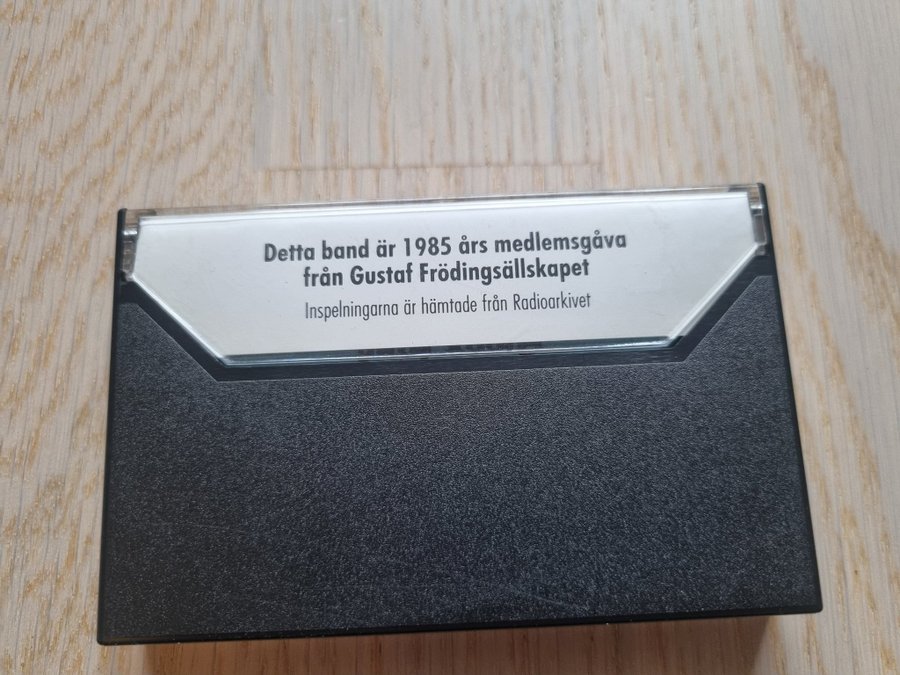 Detta band är 1985 års medlemsgåva
från Gustaf Frödingsällskapet
Inspelningarna är hämtade från Radioarkivet